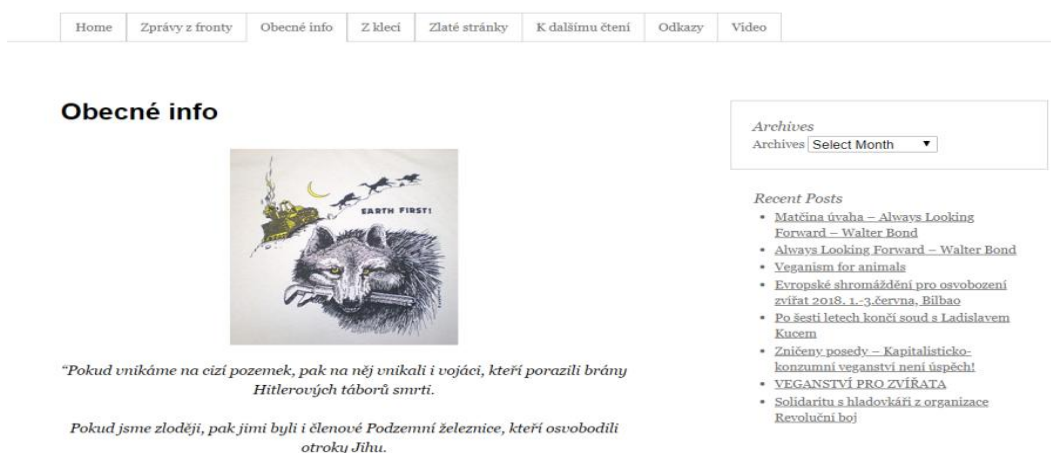 Home
Zprávy z fronty
Obecné info
Z klecí
Zlaté stránky
K dalšímu čtení
Odkazy
Video
Obecné info
EARTH FIRST!
“Pokud vnikáme na cizí pozemek, pak na něj vnikali i vojáci, kteří porazili brány
Hitlerových táborů smrti.
Pokud jsme zloději, pak jimi byli i členové Podzemní železnice, kteří osvobodili
otroky Jihu.
Archives
Archives Select Month
Recent Posts
Matčina úvaha – Always Looking
Forward – Walter Bond
Always Looking Forward – Walter Bond
Veganism for animals
Evropské shromáždění pro osvobození
zvířat 2018. 1.-3.června, Bilbao
Po šesti letech končí soud s Ladislavem
Kucem
Zničeny posedy – Kapitalisticko-
konzumní veganství není úspěch!
VEGANSTVÍ PRO ZVÍŘATA
Solidaritu s hladovkáři z organizace
Revoluční boj